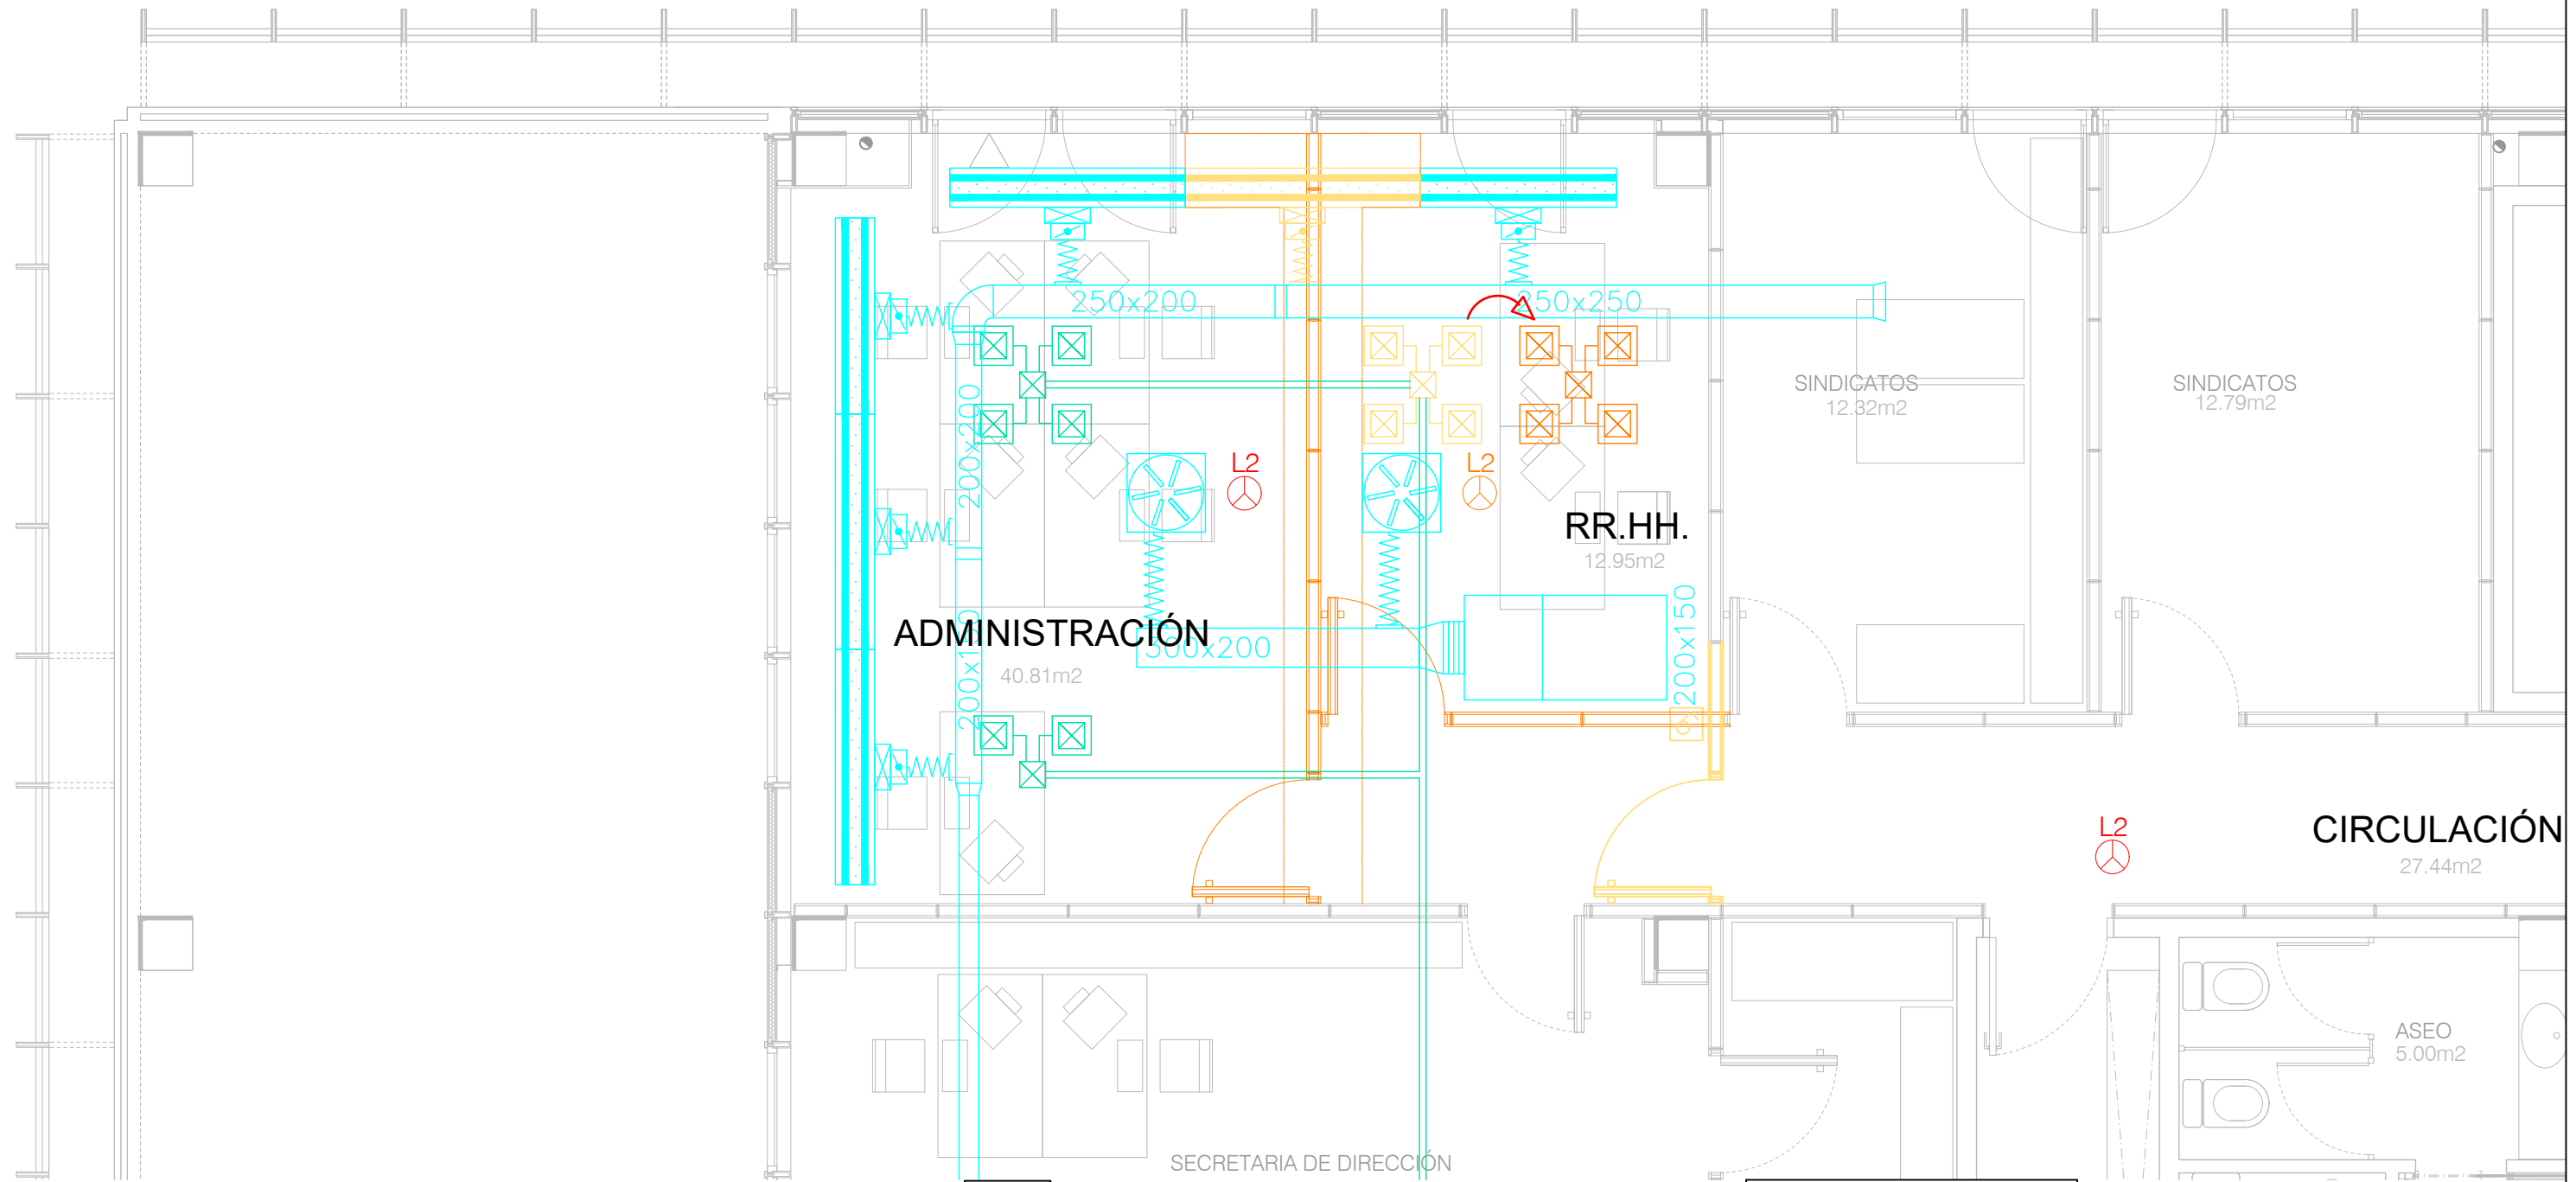 250x200
250x250
SINDICATOS
12.32m2
SINDICATOS
12.79m2
200x200
L2
L2
RR.HH.
12.95m2
ADMINISTRACIÓN
40.81m2
300x200
200x150
200x150
L2
CIRCULACIÓN
27.44m2
ASEO
5.00m2
SECRETARIA DE DIRECCIÓN